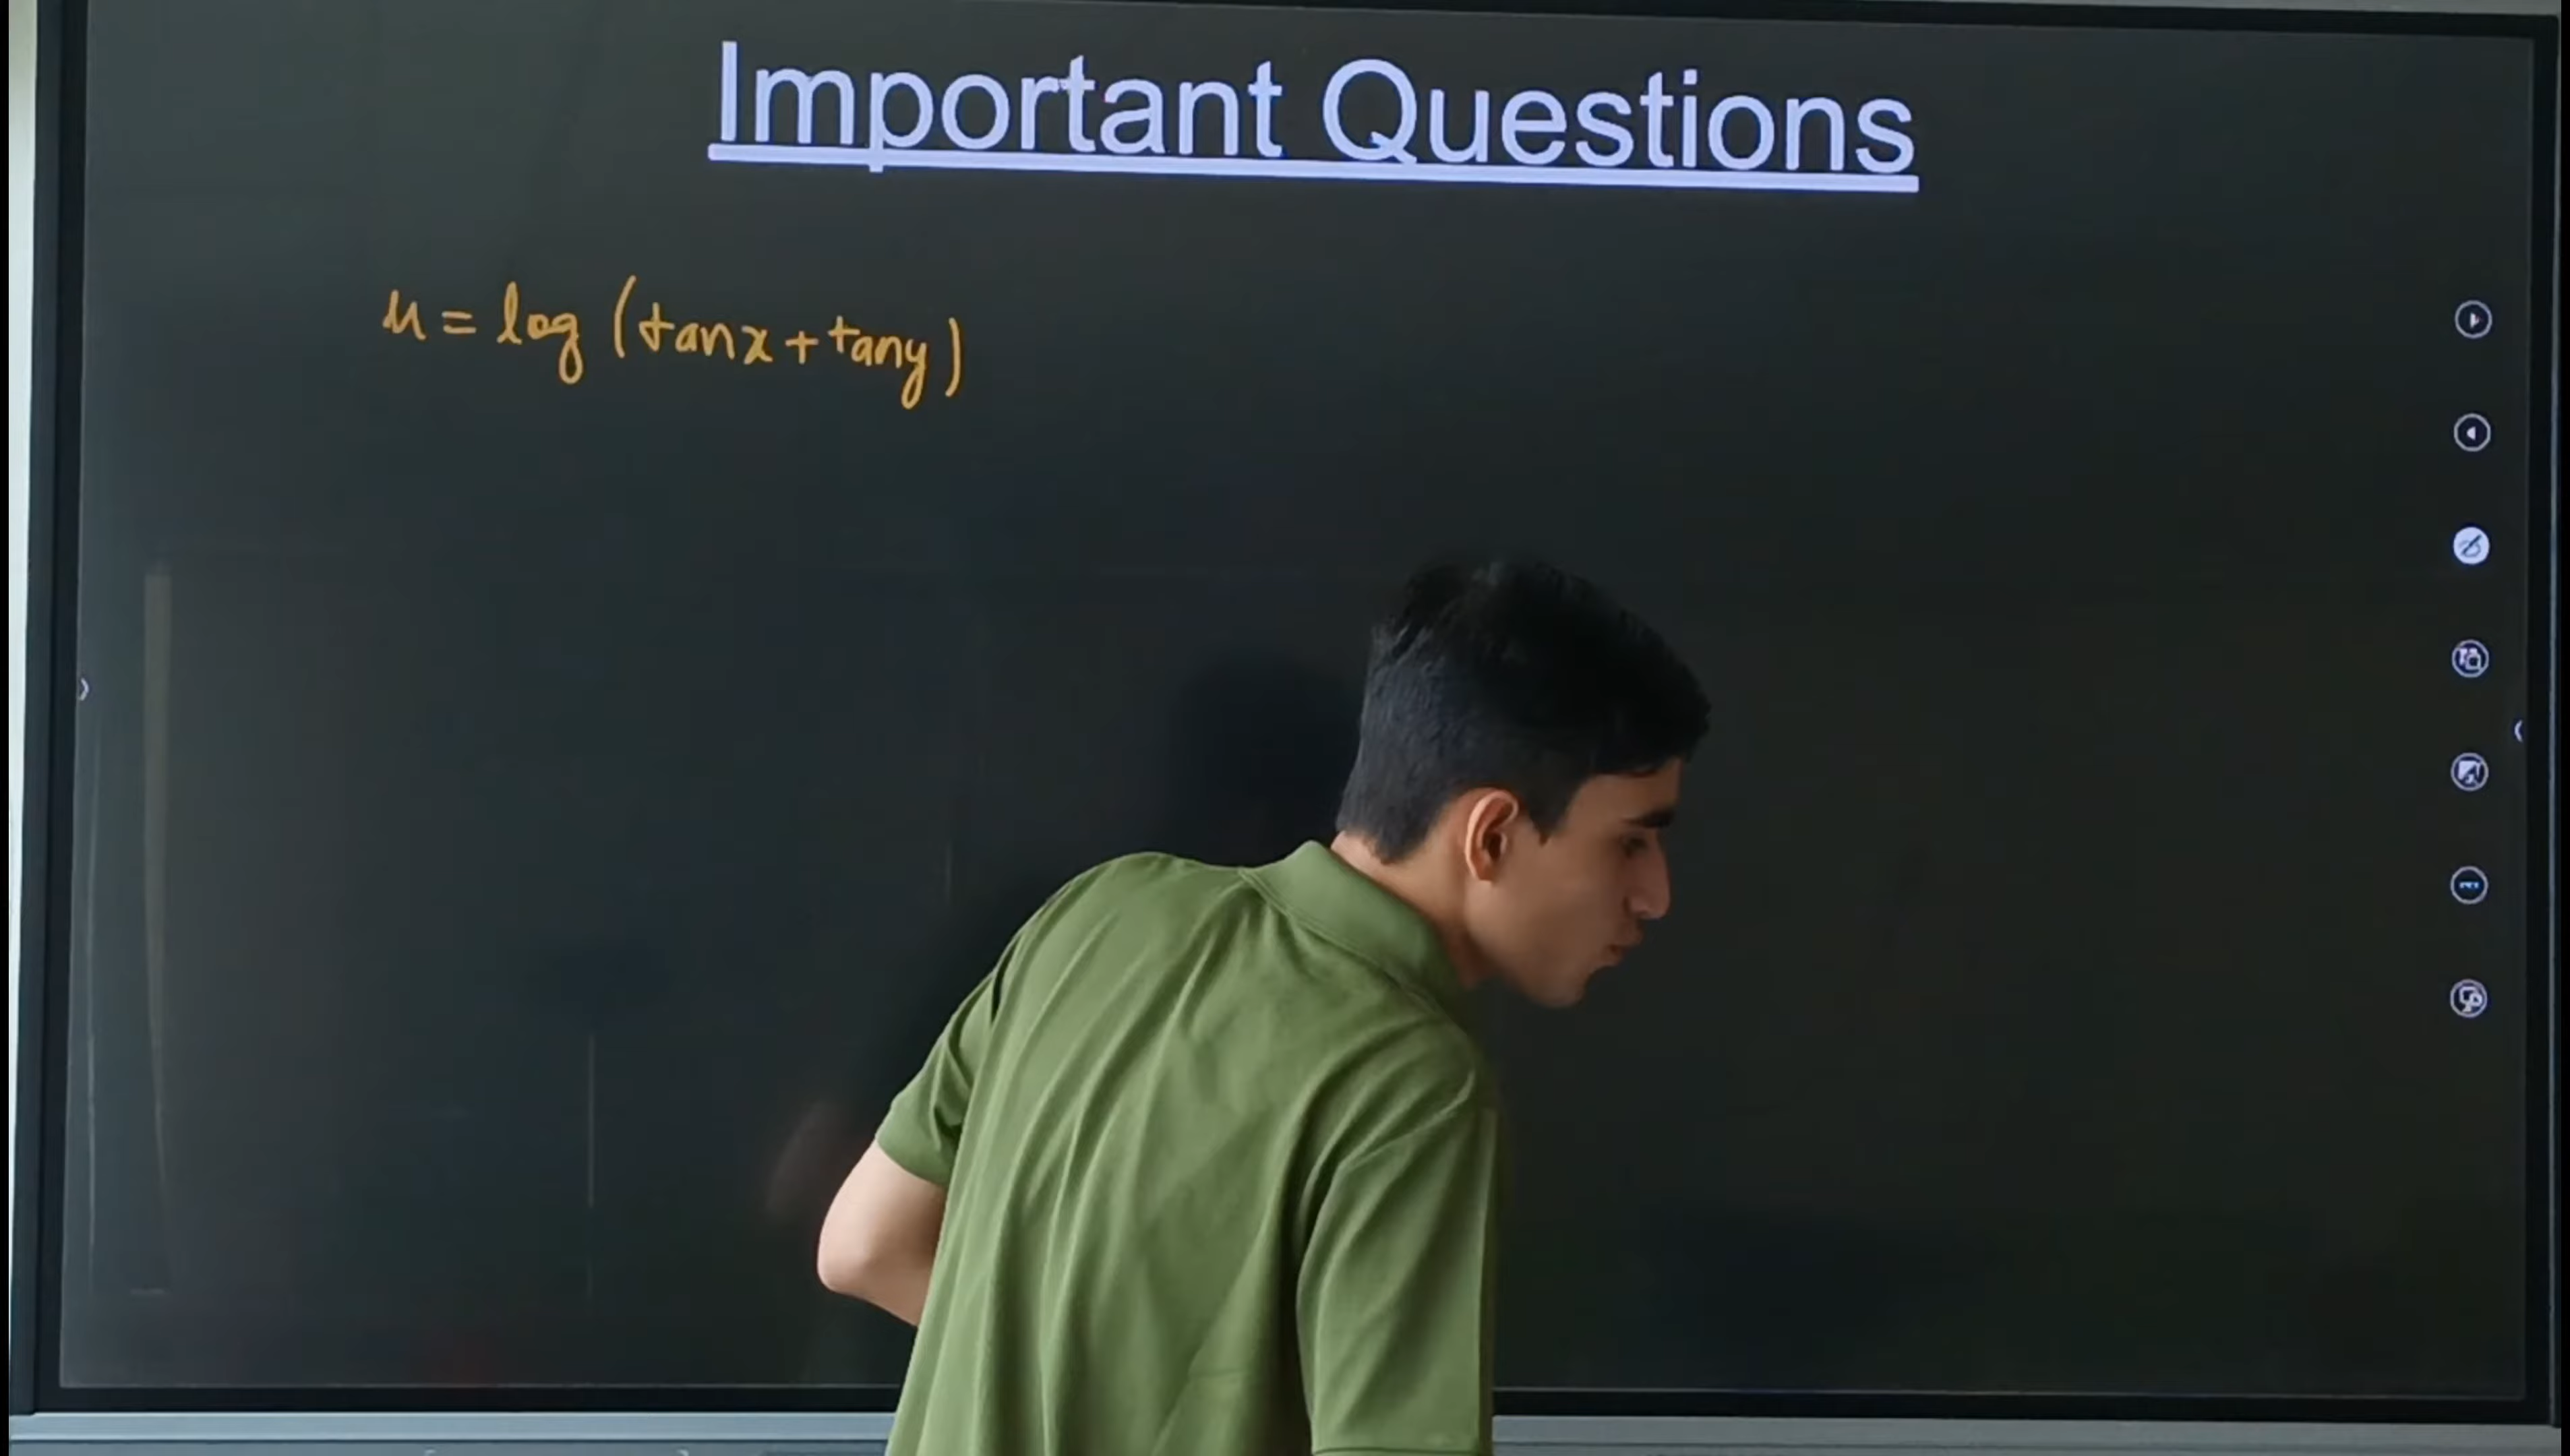 Important Questions
u = log (tanx + tany)